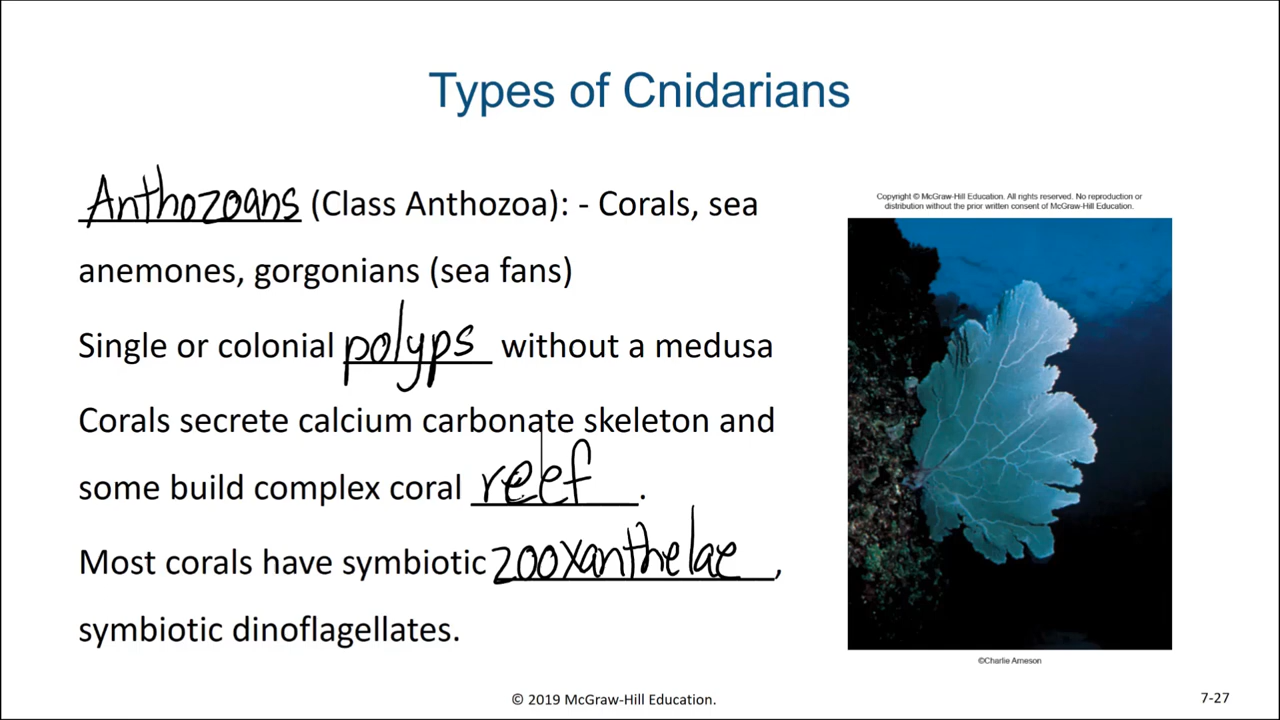 Types of Cnidarians
Anthozoans (Class Anthozoa): - Corals, sea
anemones, gorgonians (sea fans)
Single or colonial polyps without a medusa
Corals secrete calcium carbonate skeleton and
some build complex coral reef.
Most corals have symbiotic zooxanthelae,
symbiotic dinoflagellates.
Copyright © McGraw-Hill Education. All rights reserved. No reproduction or
distribution without the prior written consent of McGraw-Hill Education.
©Charlie Arneson
© 2019 McGraw-Hill Education.
7-27